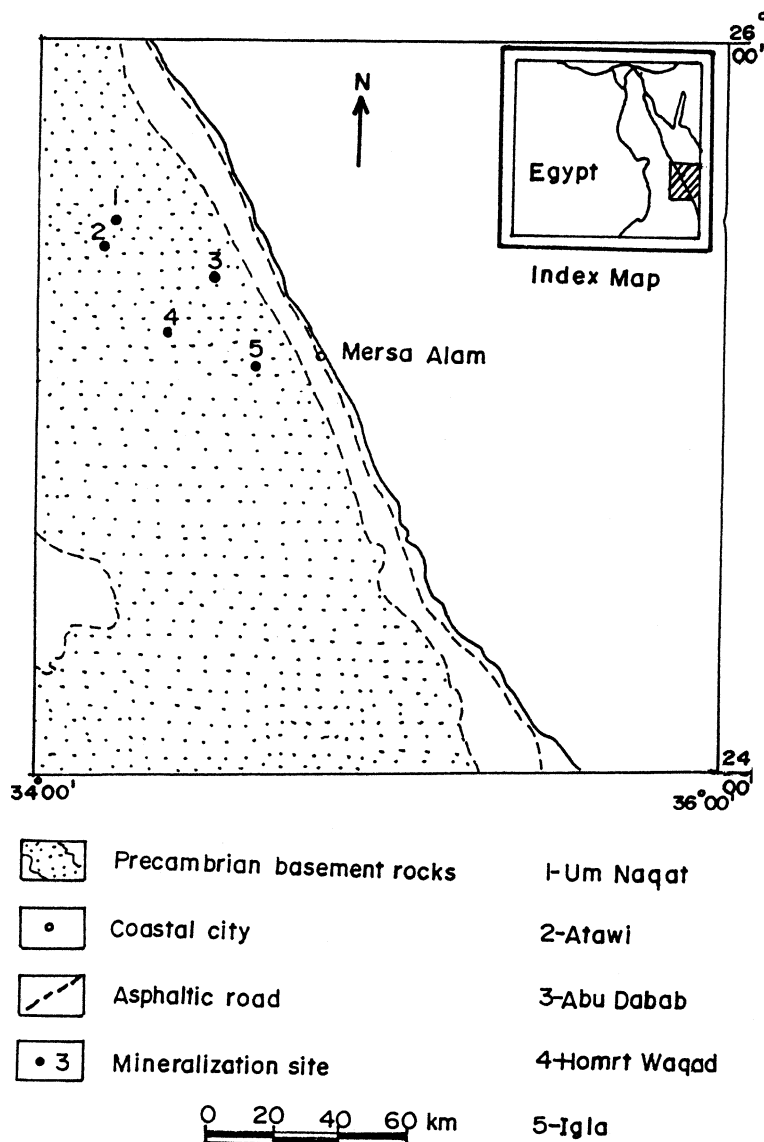 26°
00'
N
Egypt
Index Map
1
2
3
4
5
Mersa Alam
24
00'
34°00'
36°00'
Precambrian basement rocks
Coastal city
Asphaltic road
3
Mineralization site
1-Um Naqat
2-Atawi
3-Abu Dabab
4-Homrt Waqad
5-Igla
0 20 40 60 km